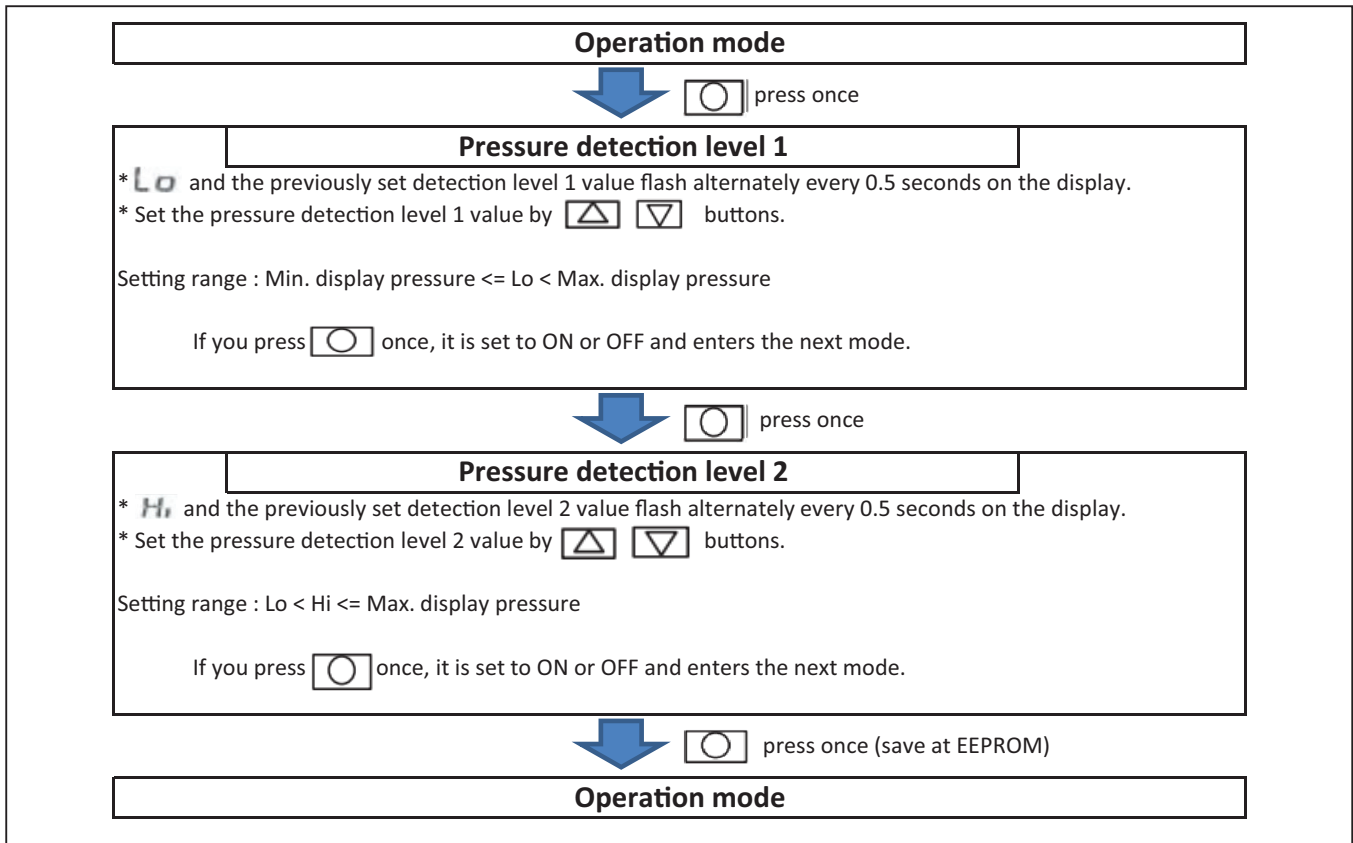 Operation mode
press once
Pressure detection level 1
* Lo and the previously set detection level 1 value flash alternately every 0.5 seconds on the display.
* Set the pressure detection level 1 value by buttons.
Setting range : Min. display pressure <= Lo < Max. display pressure
If you press once, it is set to ON or OFF and enters the next mode.
press once
Pressure detection level 2
* Hi and the previously set detection level 2 value flash alternately every 0.5 seconds on the display.
* Set the pressure detection level 2 value by buttons.
Setting range : Lo < Hi <= Max. display pressure
If you press once, it is set to ON or OFF and enters the next mode.
press once (save at EEPROM)
Operation mode